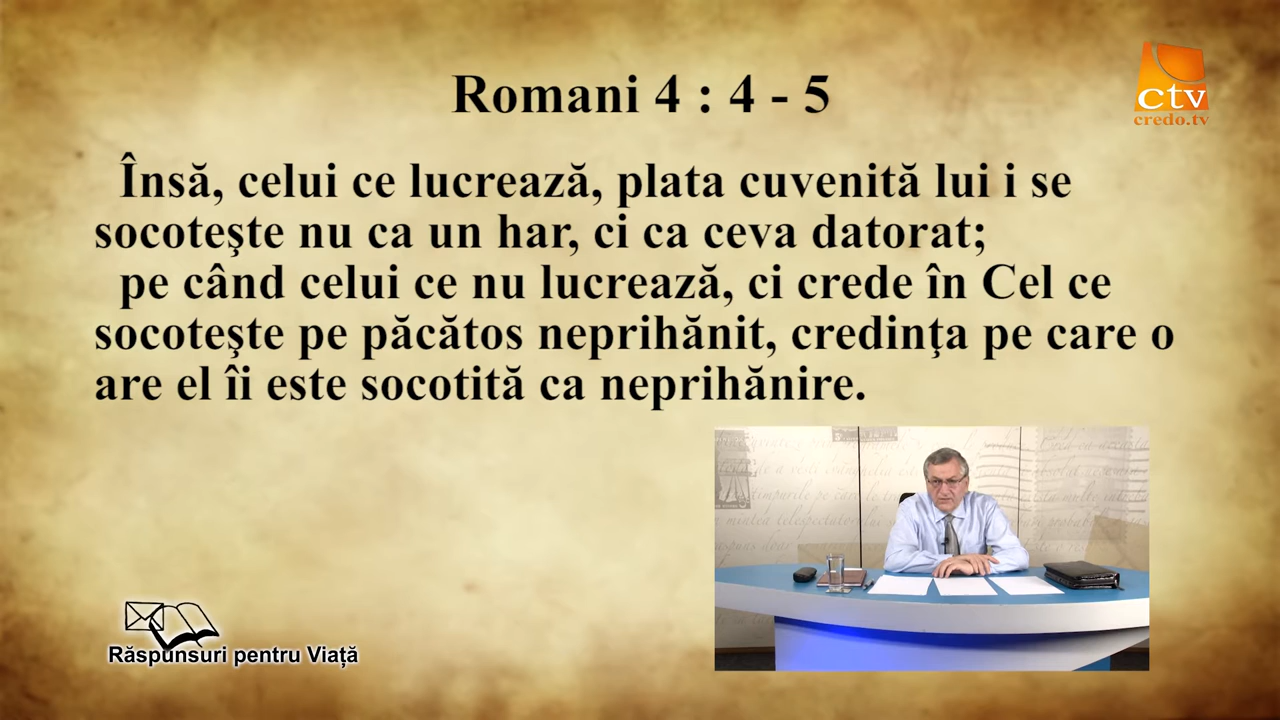 Romani 4 : 4 - 5
ctv
credo.tv
Însă, celui ce lucrează, plata cuvenită lui i se
socoteşte nu ca un har, ci ca ceva datorat;
pe când celui ce nu lucrează, ci crede în Cel ce
socoteşte pe păcătos neprihănit, credinţa pe care o
are el îi este socotită ca neprihănire.
Răspunsuri pentru Viață